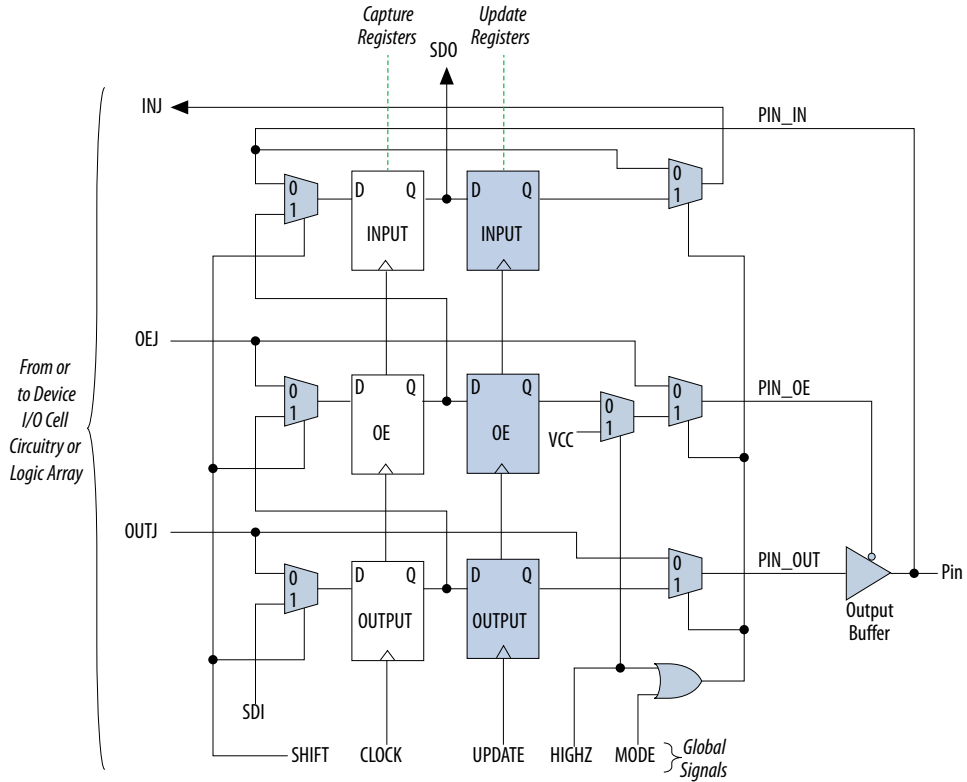 Capture
Registers
Update
Registers
SDO
INJ
PIN_IN
0
1
D Q
INPUT
D Q
INPUT
0
1
OEJ
From or
to Device
I/O Cell
Circuitry or
Logic Array
0
1
D Q
OE
D Q
OE
0
1
VCC
0
1
PIN_OE
OUTJ
0
1
D Q
OUTPUT
D Q
OUTPUT
0
1
PIN_OUT
Pin
Output
Buffer
SDI
SHIFT
CLOCK
UPDATE
HIGHZ
MODE
Global
Signals